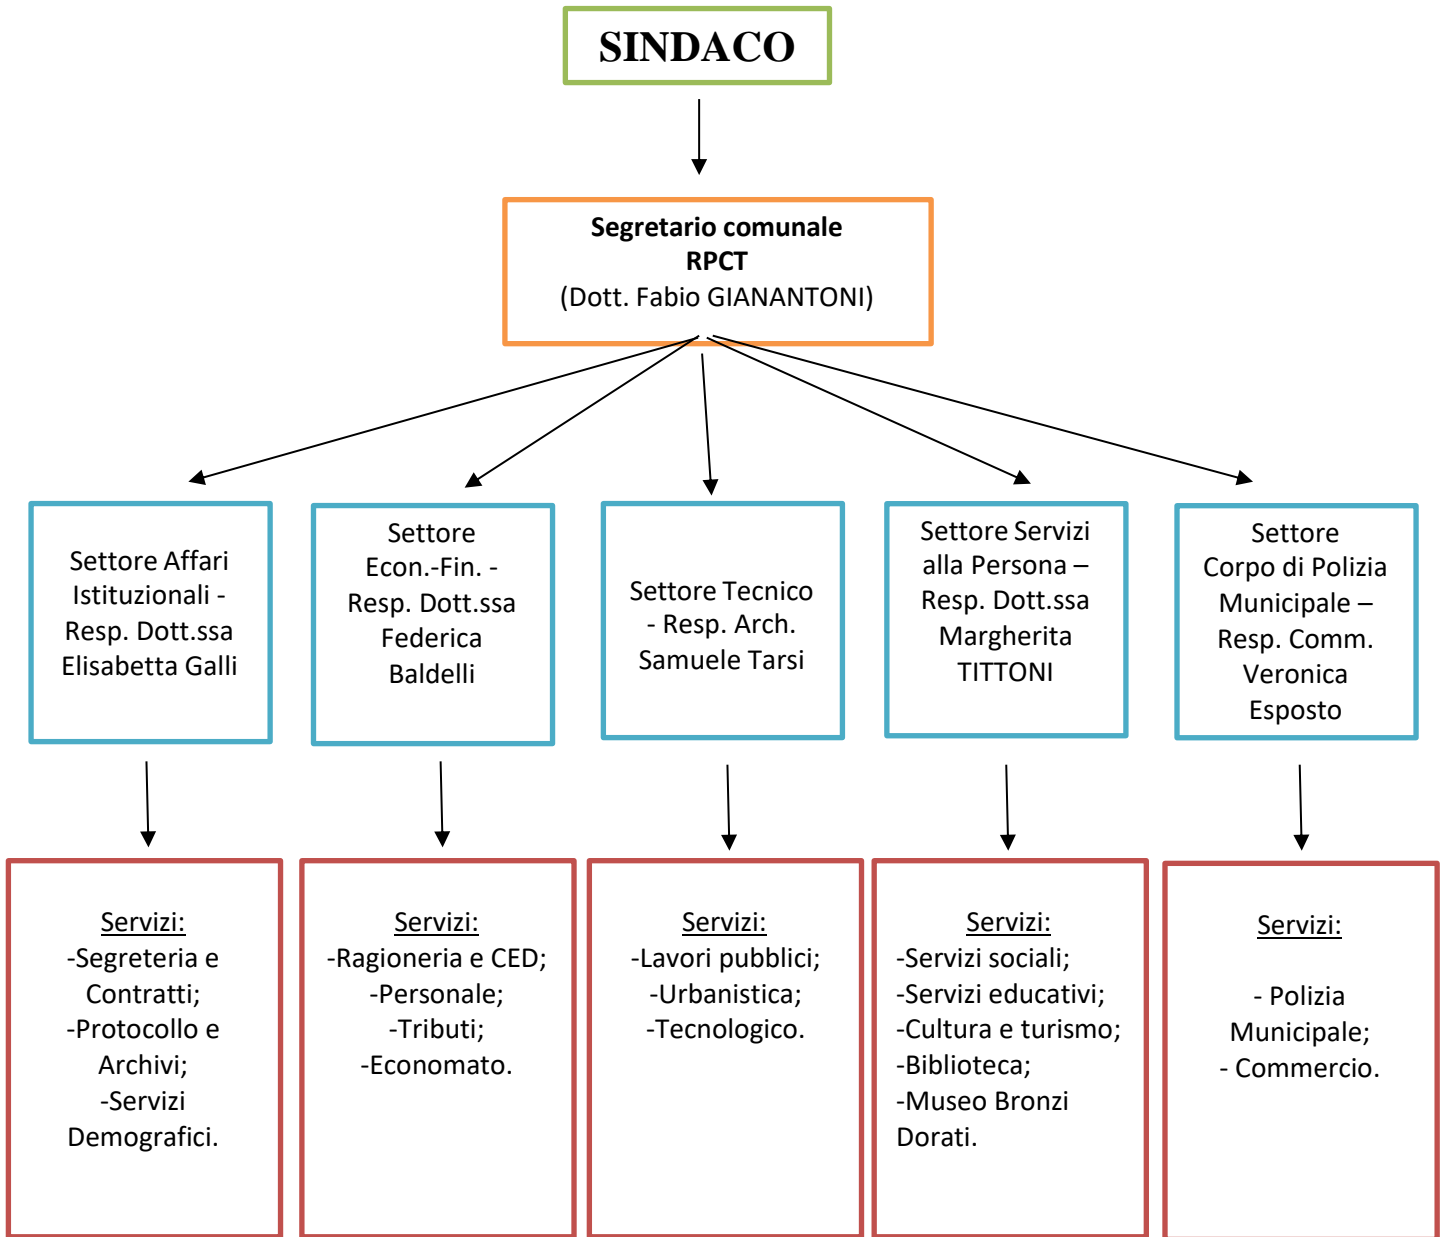 SINDACO
Segretario comunale
RPCT
(Dott. Fabio GIANANTONI)
Settore Affari
Istituzionali -
Resp. Dott.ssa
Elisabetta Galli
Settore
Econ.-Fin. -
Resp. Dott.ssa
Federica
Baldelli
Settore Tecnico
- Resp. Arch.
Samuele Tarsi
Settore Servizi
alla Persona –
Resp. Dott.ssa
Margherita
TITTONI
Settore
Corpo di Polizia
Municipale –
Resp. Comm.
Veronica
Esposto
Servizi:
-Segreteria e
Contratti;
-Protocollo e
Archivi;
-Servizi
Demografici.
Servizi:
-Ragioneria e CED;
-Personale;
-Tributi;
-Economato.
Servizi:
-Lavori pubblici;
-Urbanistica;
-Tecnologico.
Servizi:
-Servizi sociali;
-Servizi educativi;
-Cultura e turismo;
-Biblioteca;
-Museo Bronzi
Dorati.
Servizi:
- Polizia
Municipale;
- Commercio.